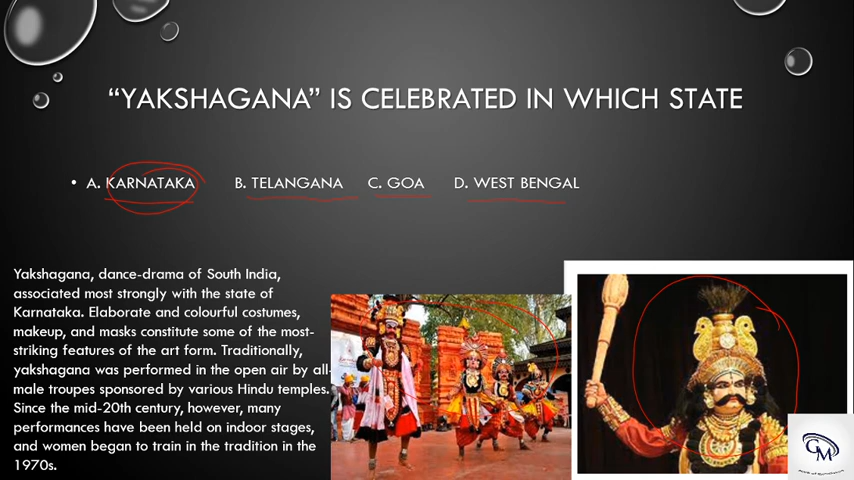 “YAKSHAGANA” IS CELEBRATED IN WHICH STATE
• A. KARNATAKA B. TELANGANA C. GOA D. WEST BENGAL
Yakshagana, dance-drama of South India,
associated most strongly with the state of
Karnataka. Elaborate and colourful costumes,
makeup, and masks constitute some of the most-
striking features of the art form. Traditionally,
yakshagana was performed in the open air by all-
male troupes sponsored by various Hindu temples.
Since the mid-20th century, however, many
performances have been held on indoor stages,
and women began to train in the tradition in the
1970s.
GM